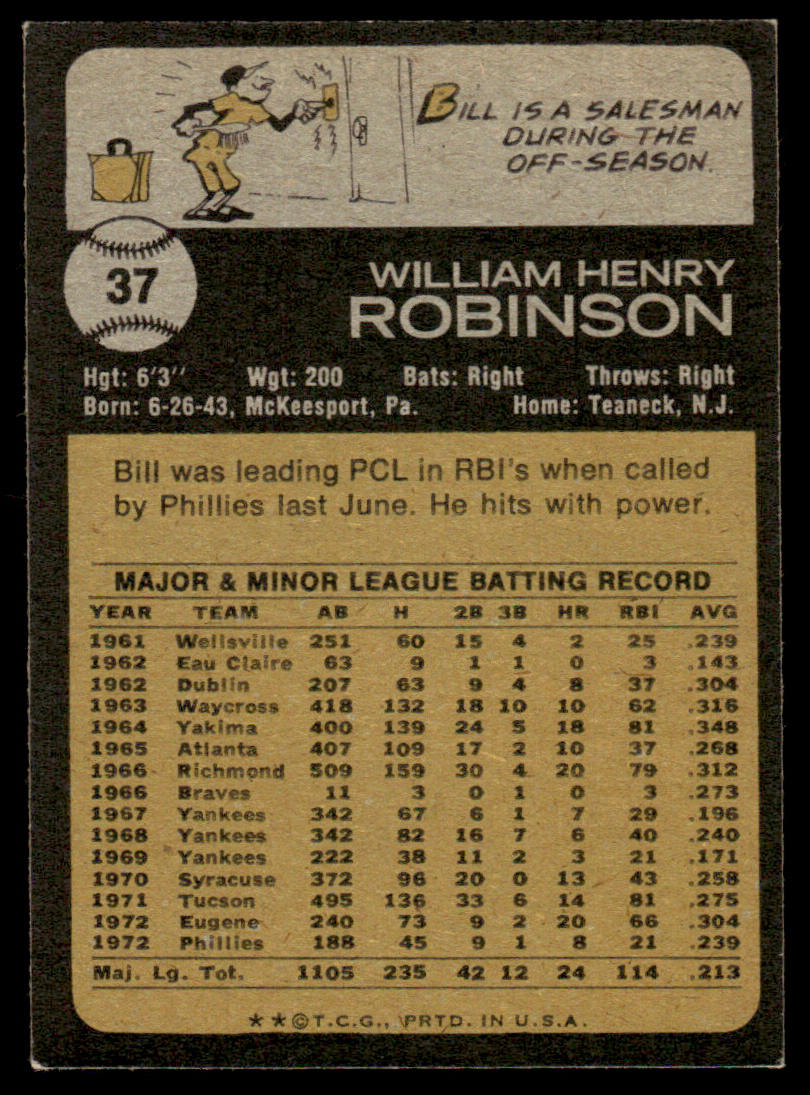 BILL IS A SALESMAN
DURING THE
OFF-SEASON.
37
WILLIAM HENRY
ROBINSON
Hgt: 6'3" Wgt: 200 Bats: Right Throws: Right
Born: 6-26-43, McKeesport, Pa. Home: Teaneck, N.J.
Bill was leading PCL in RBI's when called
by Phillies last June. He hits with power.
MAJOR & MINOR LEAGUE BATTING RECORD
YEAR TEAM AB H 2B 3B HR RBI AVG
1961 Wellsville 251 60 15 4 2 25 .239
1962 Eau Claire 63 9 1 1 0 3 .143
1962 Dublin 207 63 9 4 8 37 .304
1963 Waycross 418 132 18 10 10 62 .316
1964 Yakima 400 139 24 5 18 81 .348
1965 Atlanta 407 109 17 2 10 37 .268
1966 Richmond 509 159 30 4 20 79 .312
1966 Braves 11 3 0 1 0 3 .273
1967 Yankees 342 67 6 1 7 29 .196
1968 Yankees 342 82 16 7 6 40 .240
1969 Yankees 222 38 11 2 3 21 .171
1970 Syracuse 372 96 20 0 13 43 .258
1971 Tucson 495 136 33 6 14 81 .275
1972 Eugene 240 73 9 2 20 66 .304
1972 Phillies 188 45 9 1 8 21 .239
Maj. Lg. Tot. 1105 235 42 12 24 114 .213
**©T.C.G., PRTD. IN U.S.A.